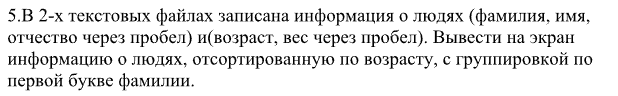 5.В 2-х текстовых файлах записана информация о людях (фамилия, имя,
отчество через пробел) и(возраст, вес через пробел). Вывести на экран
информацию о людях, отсортированную по возрасту, с группировкой по
первой букве фамилии.